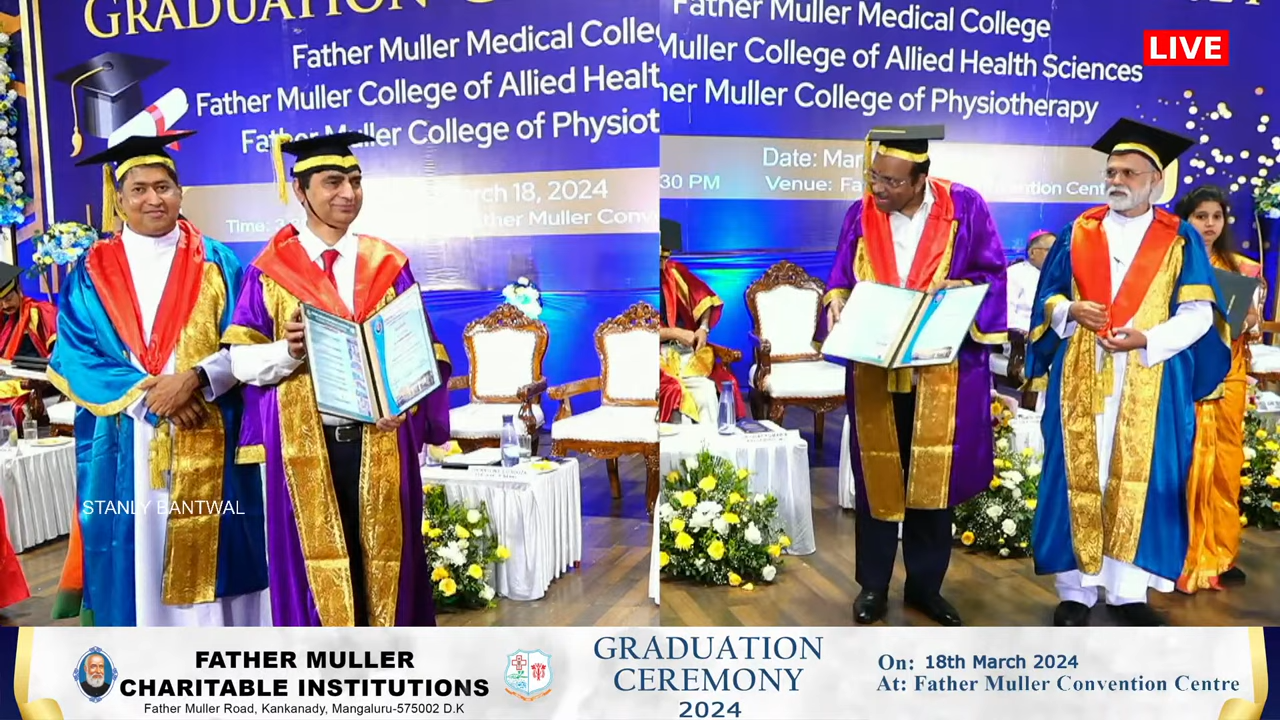 GRADUATION
Father Muller Medical Colle
Father Muller College of Allied Healt
Father Muller College of Physiot
March 18, 2024
Time:
Father Muller Conv
Father Muller Medical College
Muller College of Allied Health Sciences
her Muller College of Physiotherapy
Date: Mar
30 PM
Venue: Fa
vention Cent
LIVE
STANLY BANTWAL
FATHER MULLER
CHARITABLE INSTITUTIONS
Father Muller Road, Kankanady, Mangaluru-575002 D.K
GRADUATION
CEREMONY
2024
On: 18th March 2024
At: Father Muller Convention Centre